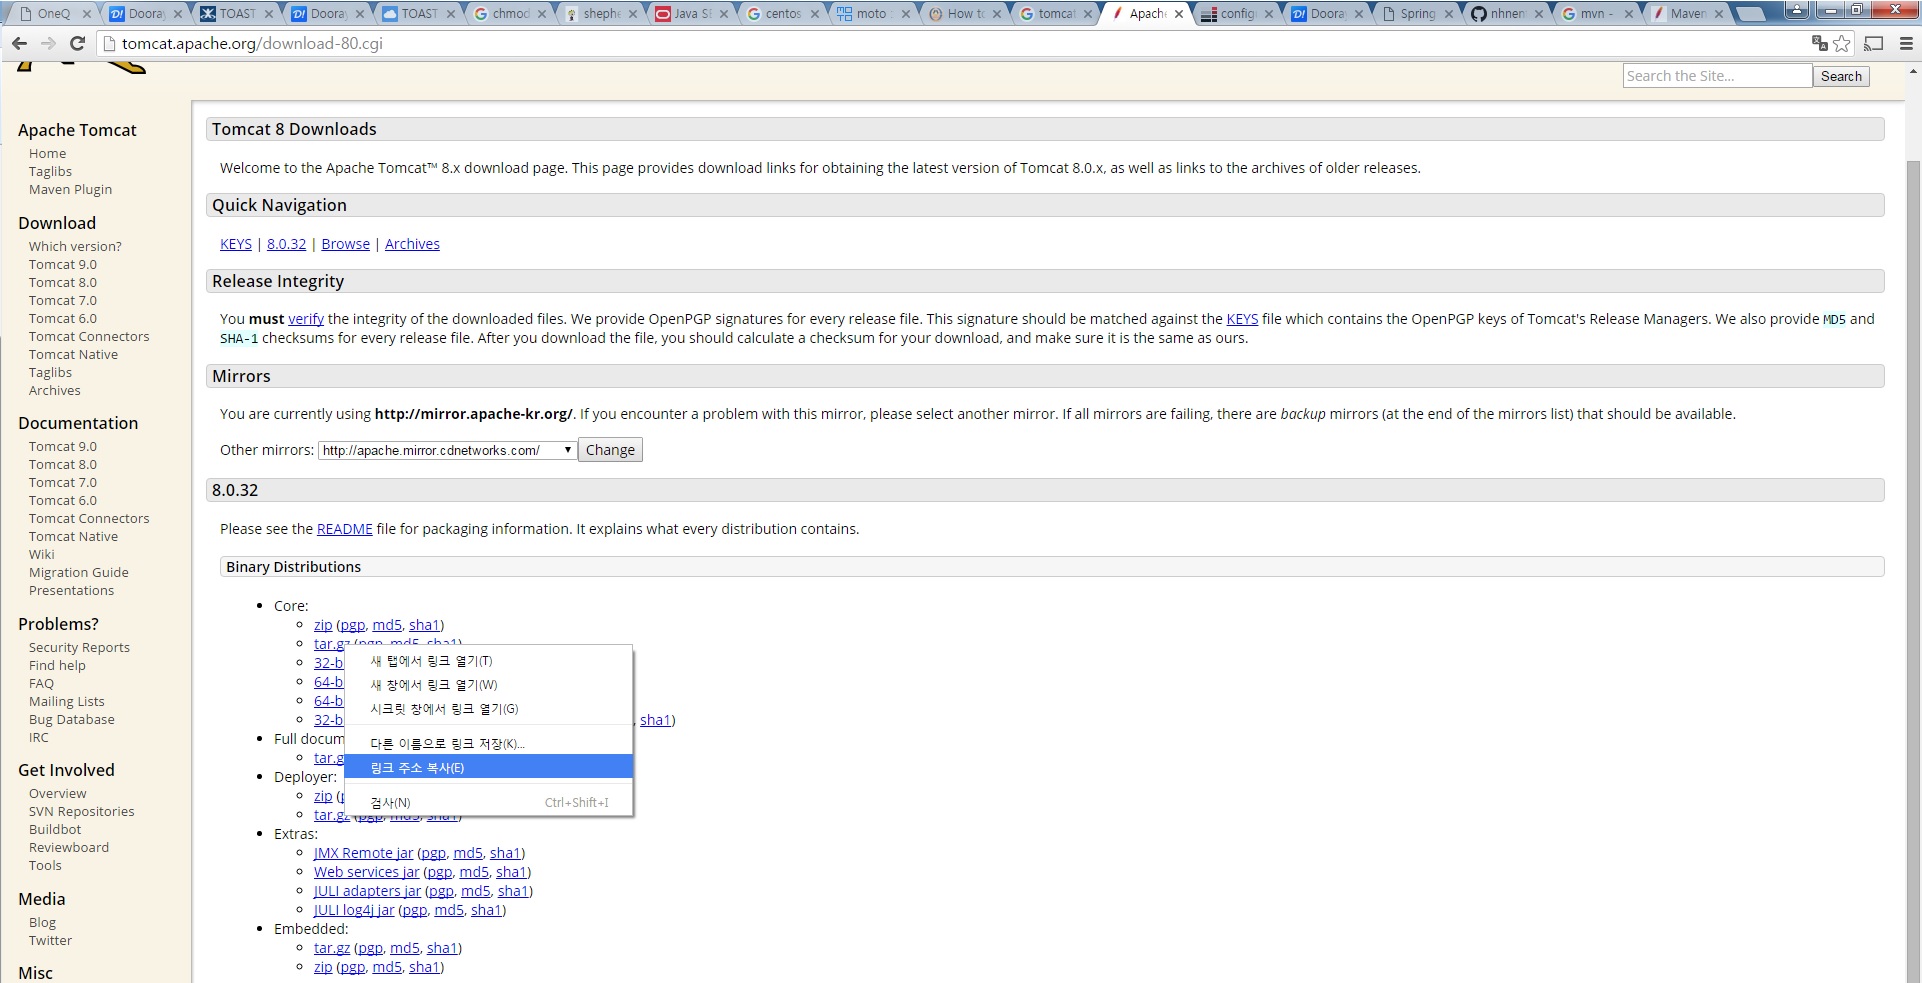 OneQ
Dooray
TOAST
Dooray
TOAST
chmod
shephe
Java SE
centos
moto
How to
tomcat
Apache
config
Dooray
Spring
nhnent
mvn -
Maven
tomcat.apache.org/download-80.cgi
Search the Site...
Search
Apache Tomcat
Home
Taglibs
Maven Plugin
Download
Which version?
Tomcat 9.0
Tomcat 8.0
Tomcat 7.0
Tomcat 6.0
Tomcat Connectors
Tomcat Native
Taglibs
Archives
Documentation
Tomcat 9.0
Tomcat 8.0
Tomcat 7.0
Tomcat 6.0
Tomcat Connectors
Tomcat Native
Wiki
Migration Guide
Presentations
Problems?
Security Reports
Find help
FAQ
Mailing Lists
Bug Database
IRC
Get Involved
Overview
SVN Repositories
Buildbot
Reviewboard
Tools
Media
Blog
Twitter
Misc
Tomcat 8 Downloads
Welcome to the Apache Tomcat™ 8.x download page. This page provides download links for obtaining the latest version of Tomcat 8.0.x, as well as links to the archives of older releases.
Quick Navigation
KEYS | 8.0.32 | Browse | Archives
Release Integrity
You must verify the integrity of the downloaded files. We provide OpenPGP signatures for every release file. This signature should be matched against the KEYS file which contains the OpenPGP keys of Tomcat's Release Managers. We also provide MD5 and
SHA-1 checksums for every release file. After you download the file, you should calculate a checksum for your download, and make sure it is the same as ours.
Mirrors
You are currently using http://mirror.apache-kr.org/. If you encounter a problem with this mirror, please select another mirror. If all mirrors are failing, there are backup mirrors (at the end of the mirrors list) that should be available.
Other mirrors: http://apache.mirror.cdnetworks.com/ Change
8.0.32
Please see the README file for packaging information. It explains what every distribution contains.
Binary Distributions
Core:
zip (pgp, md5, sha1)
tar.gz (pgp, md5, sha1)
32-b
64-b
64-b
32-b , sha1)
Full docum
tar.g
Deployer:
zip (p
tar.gz (pgp, md5, sha1)
새 탭에서 링크 열기(T)
새 창에서 링크 열기(W)
시크릿 창에서 링크 열기(G)
다른 이름으로 링크 저장(K)...
링크 주소 복사(E)
검사(N) Ctrl+Shift+I
Extras:
JMX Remote jar (pgp, md5, sha1)
Web services jar (pgp, md5, sha1)
JULI adapters jar (pgp, md5, sha1)
JULI log4j jar (pgp, md5, sha1)
Embedded:
tar.gz (pgp, md5, sha1)
zip (pgp, md5, sha1)